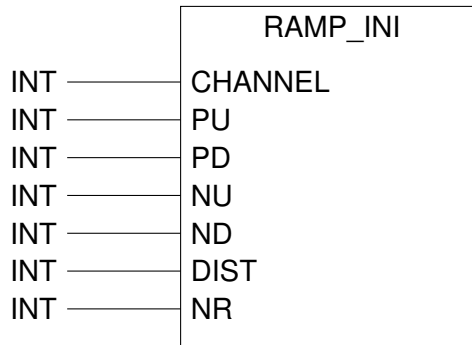 RAMP_INI
INT CHANNEL
INT PU
INT PD
INT NU
INT ND
INT DIST
INT NR